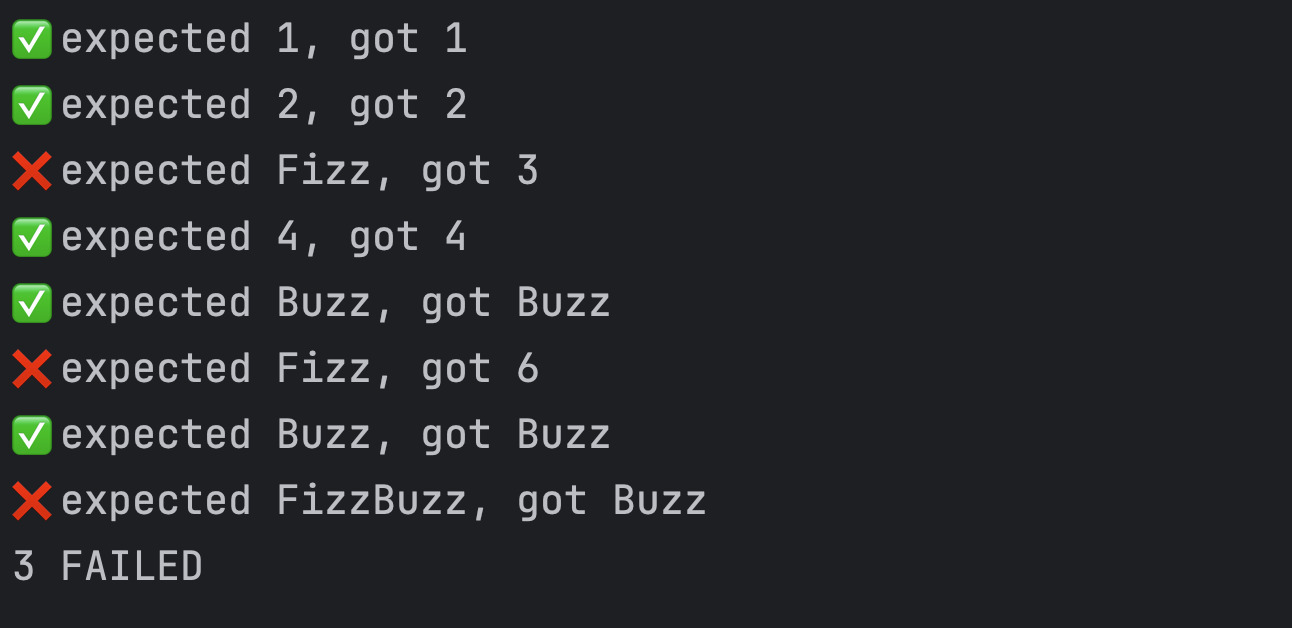 ✅ expected 1, got 1
✅ expected 2, got 2
❌ expected Fizz, got 3
✅ expected 4, got 4
✅ expected Buzz, got Buzz
❌ expected Fizz, got 6
✅ expected Buzz, got Buzz
❌ expected FizzBuzz, got Buzz
3 FAILED